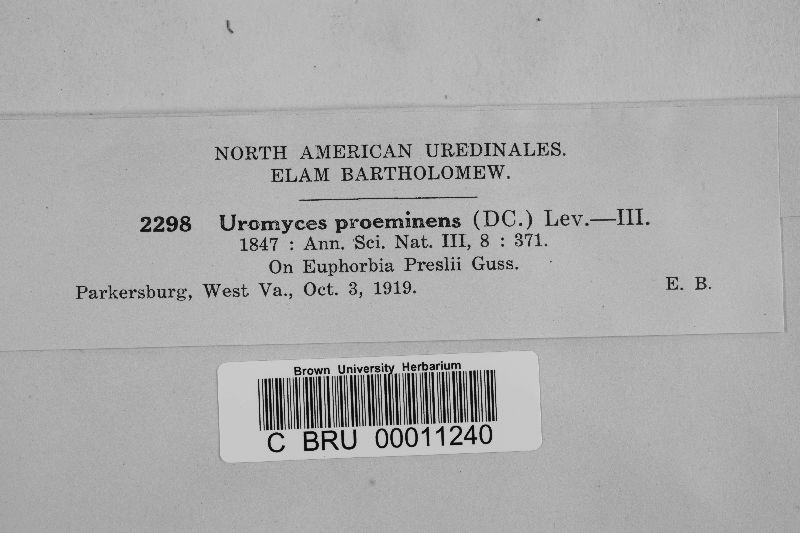 NORTH AMERICAN UREDINALES.
ELAM BARTHOLOMEW.
2298 Uromyces proeminens (DC.) Lev.—III.
1847 : Ann. Sci. Nat. III, 8 : 371.
On Euphorbia Preslii Guss.
Parkersburg, West Va., Oct. 3, 1919. E. B.
Brown University Herbarium
C BRU 00011240